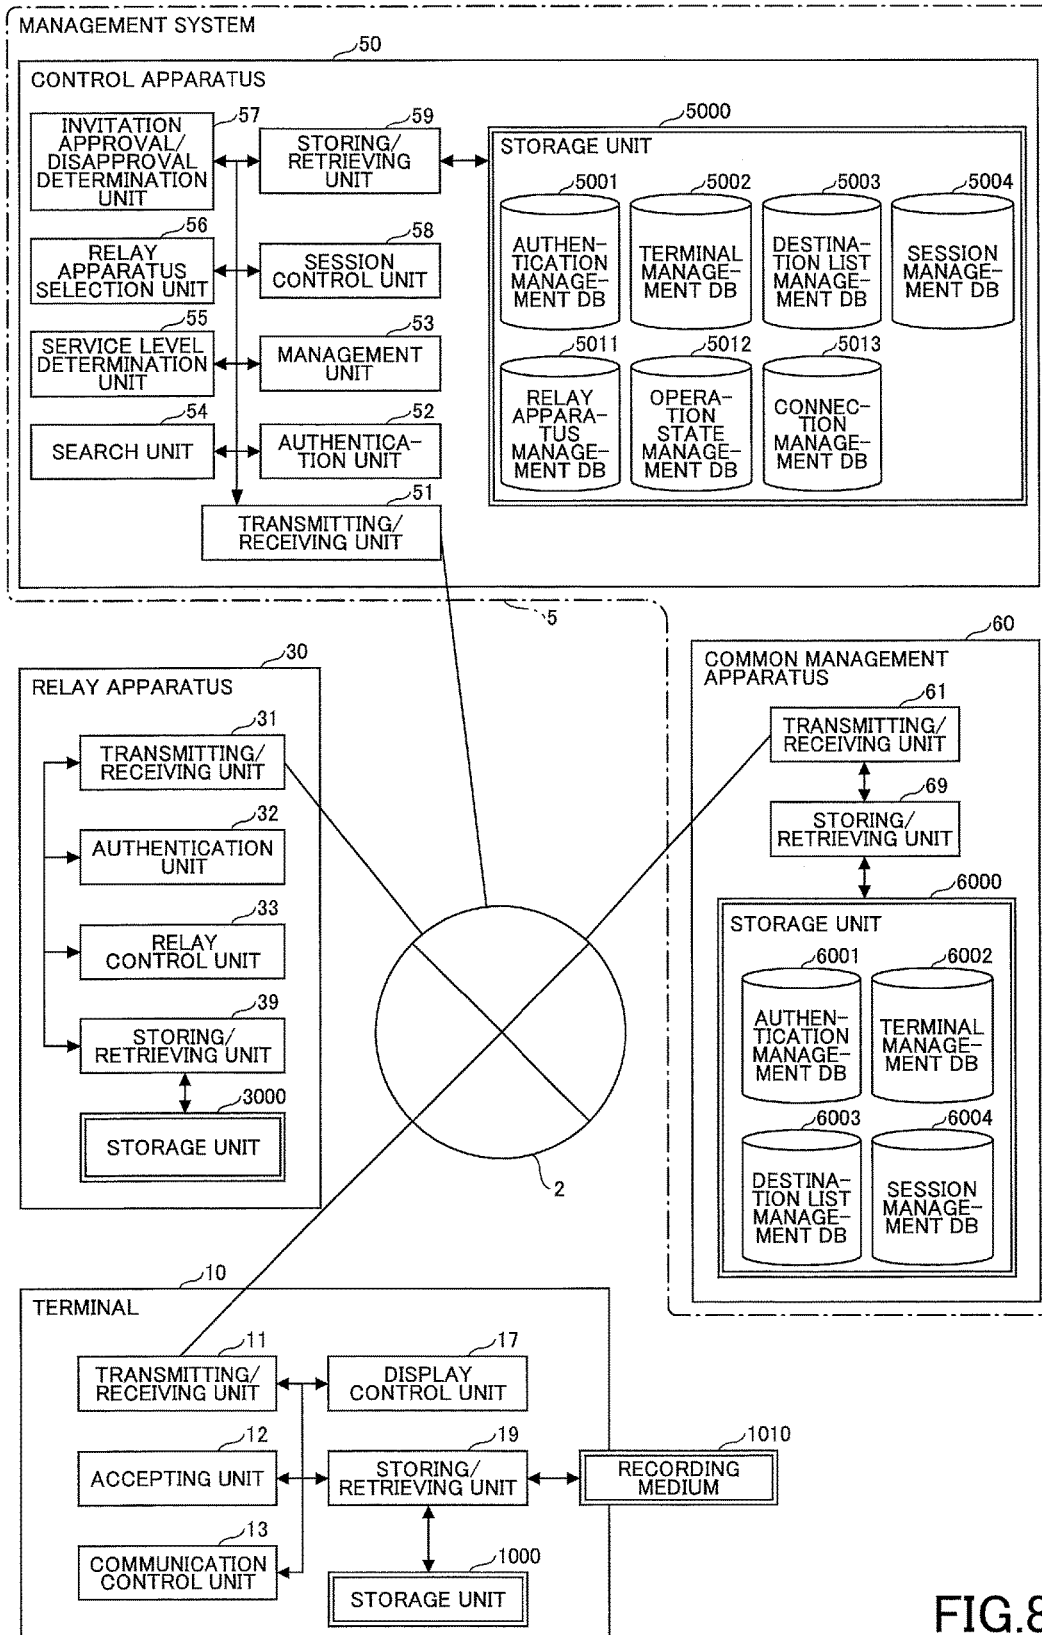 MANAGEMENT SYSTEM
50
CONTROL APPARATUS
57
INVITATION
APPROVAL/
DISAPPROVAL
DETERMINATION
UNIT
59
STORING/
RETRIEVING
UNIT
5000
STORAGE UNIT
5001
AUTHEN-
TICATION
MANAGE-
MENT DB
5002
TERMINAL
MANAGE-
MENT DB
5003
DESTINA-
TION LIST
MANAGE-
MENT DB
5004
SESSION
MANAGE-
MENT DB
5011
RELAY
APPARA-
TUS
MANAGE-
MENT DB
5012
OPERA-
TION
STATE
MANAGE-
MENT DB
5013
CONNEC-
TION
MANAGE-
MENT DB
56
RELAY
APPARATUS
SELECTION UNIT
58
SESSION
CONTROL UNIT
55
SERVICE LEVEL
DETERMINATION
UNIT
53
MANAGEMENT
UNIT
54
SEARCH UNIT
52
AUTHENTICA-
TION UNIT
51
TRANSMITTING/
RECEIVING UNIT
5
30
RELAY APPARATUS
31
TRANSMITTING/
RECEIVING UNIT
32
AUTHENTICATION
UNIT
33
RELAY
CONTROL UNIT
39
STORING/
RETRIEVING UNIT
3000
STORAGE UNIT
2
60
COMMON MANAGEMENT
APPARATUS
61
TRANSMITTING/
RECEIVING UNIT
69
STORING/
RETRIEVING UNIT
6000
STORAGE UNIT
6001
AUTHEN-
TICATION
MANAGE-
MENT DB
6002
TERMINAL
MANAGE-
MENT DB
6003
DESTINA-
TION LIST
MANAGE-
MENT DB
6004
SESSION
MANAGE-
MENT DB
10
TERMINAL
11
TRANSMITTING/
RECEIVING UNIT
17
DISPLAY
CONTROL UNIT
12
ACCEPTING UNIT
19
STORING/
RETRIEVING UNIT
1010
RECORDING
MEDIUM
13
COMMUNICATION
CONTROL UNIT
1000
STORAGE UNIT
FIG.8